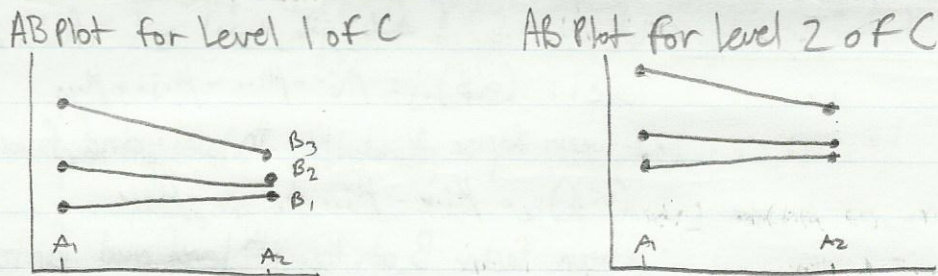 AB Plot for Level 1 of C
AB Plot for Level 2 of C
B3
B2
B1
A1
A2
A1
A2